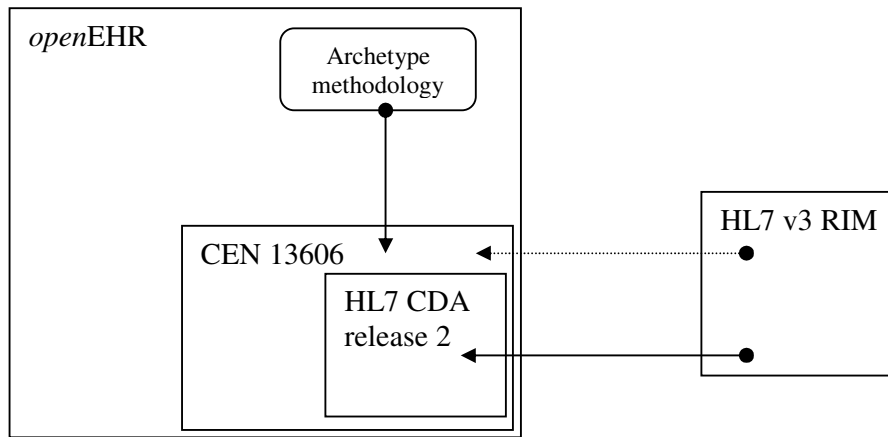 openEHR
Archetype
methodology
HL7 v3 RIM
CEN 13606
HL7 CDA
release 2